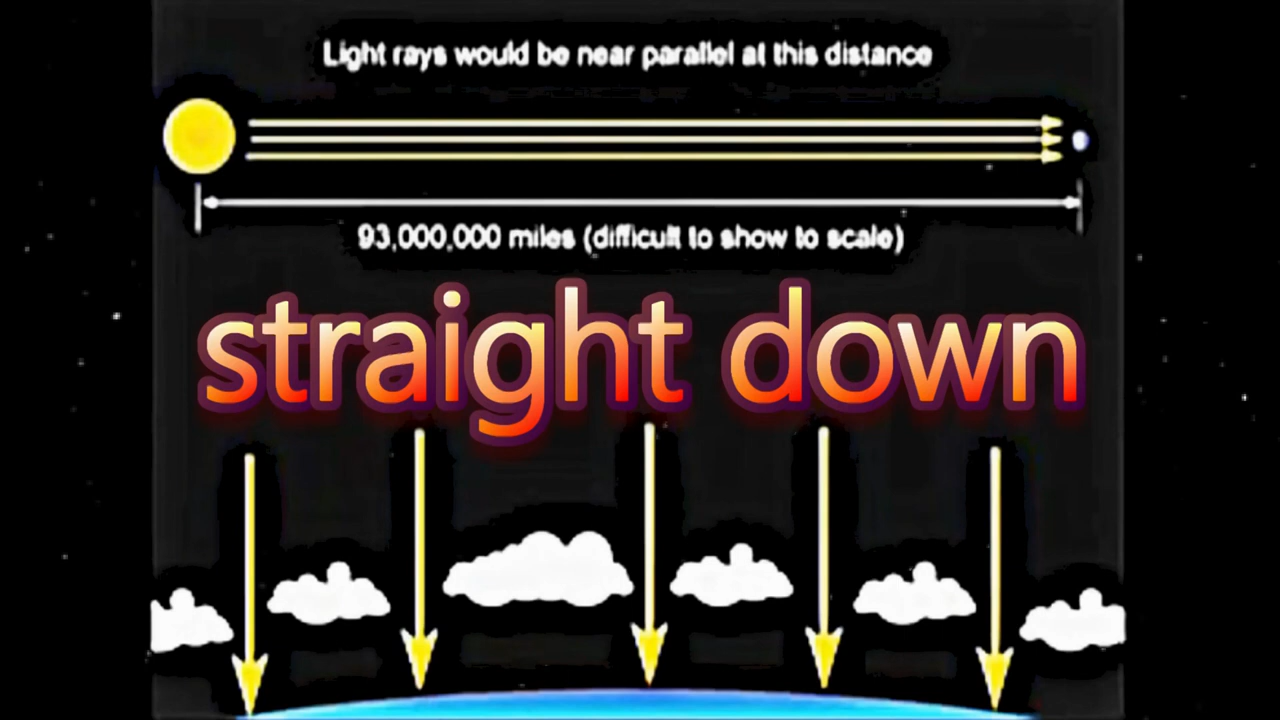 Light rays would be near parallel at this distance
93,000,000 miles (difficult to show to scale)
straight down